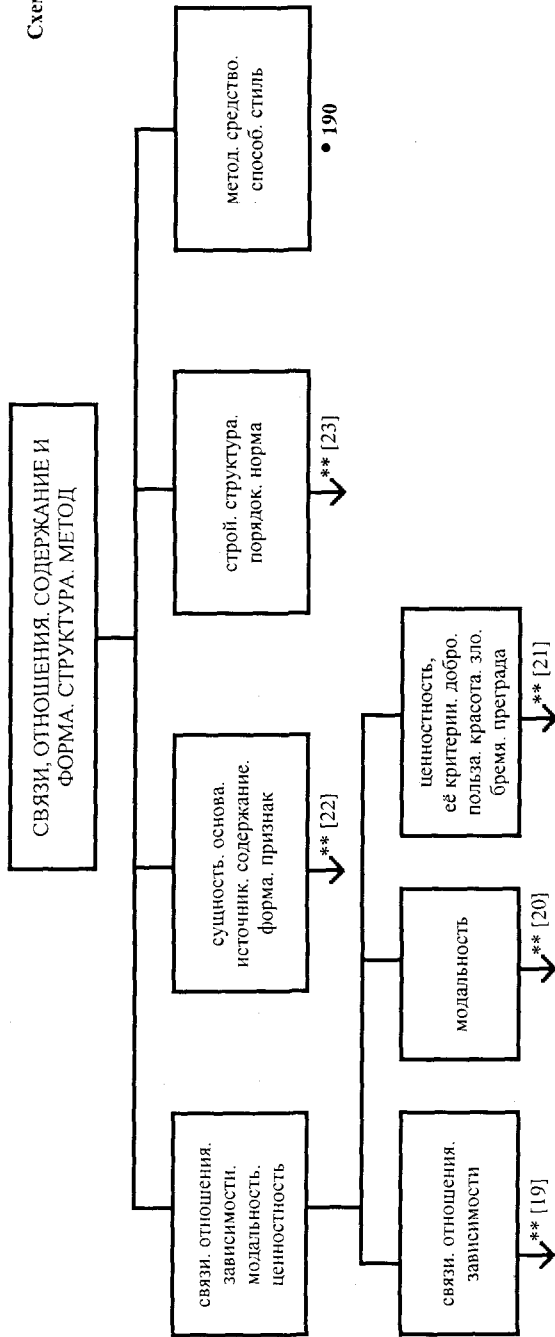 Схем
СВЯЗИ, ОТНОШЕНИЯ. СОДЕРЖАНИЕ И
ФОРМА. СТРУКТУРА. МЕТОД
связи. отношения.
зависимости.
модальность.
ценностность
сущность. основа.
источник. содержание.
форма. признак
** [22]
строй. структура.
порядок. норма
** [23]
метод. средство.
способ. стиль
• 190
связи. отношения.
зависимости
** [19]
модальность
** [20]
ценностность,
её критерии. добро.
польза. красота. зло.
бремя. преграда
** [21]